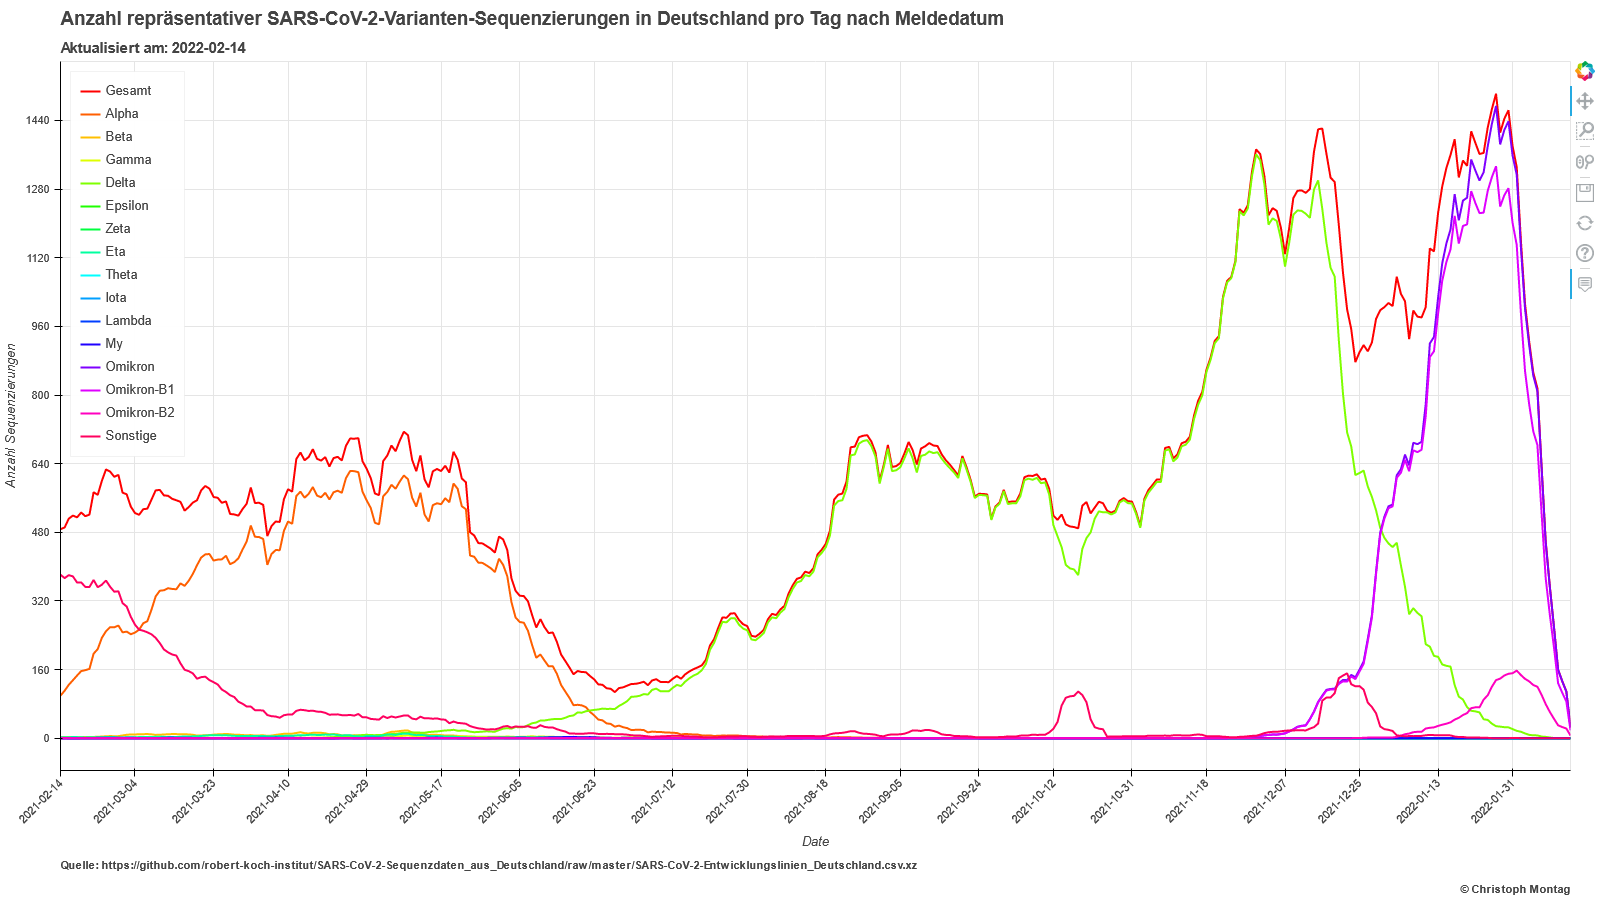 Anzahl repräsentativer SARS-CoV-2-Varianten-Sequenzierungen in Deutschland pro Tag nach Meldedatum
Aktualisiert am: 2022-02-14
Gesamt
Alpha
Beta
Gamma
Delta
Epsilon
Zeta
Eta
Theta
Iota
Lambda
My
Omikron
Omikron-B1
Omikron-B2
Sonstige
1440
1280
1120
960
800
640
480
320
160
0
Anzahl Sequenzierungen
2021-02-14
2021-03-04
2021-03-23
2021-04-10
2021-04-29
2021-05-17
2021-06-05
2021-06-23
2021-07-12
2021-07-30
2021-08-18
2021-09-05
2021-09-24
2021-10-12
2021-10-31
2021-11-18
2021-12-07
2021-12-25
2022-01-13
2022-01-31
Date
Quelle: https://github.com/robert-koch-institut/SARS-CoV-2-Sequenzdaten_aus_Deutschland/raw/master/SARS-CoV-2-Entwicklungslinien_Deutschland.csv.xz
© Christoph Montag